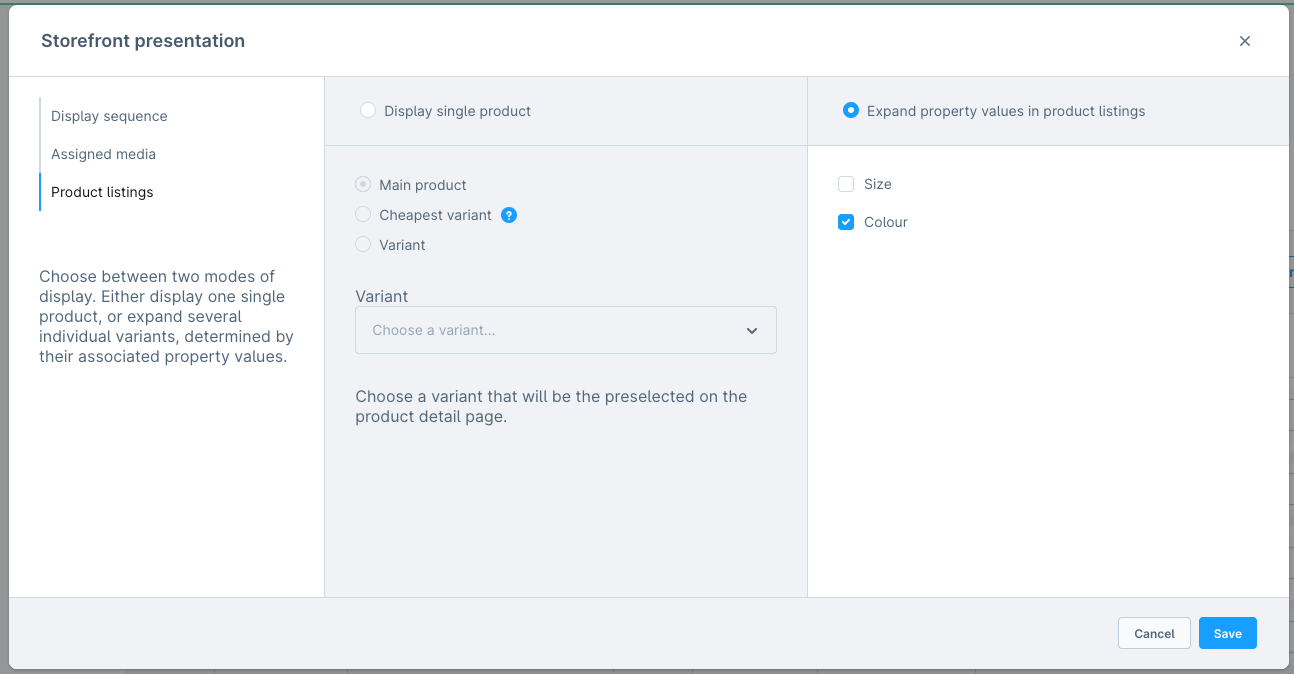 Storefront presentation
Display sequence
Assigned media
Product listings
Choose between two modes of
display. Either display one single
product, or expand several
individual variants, determined by
their associated property values.
Display single product
Main product
Cheapest variant ?
Variant
Variant
Choose a variant...
Choose a variant that will be the preselected on the
product detail page.
Expand property values in product listings
Size
Colour
Cancel
Save